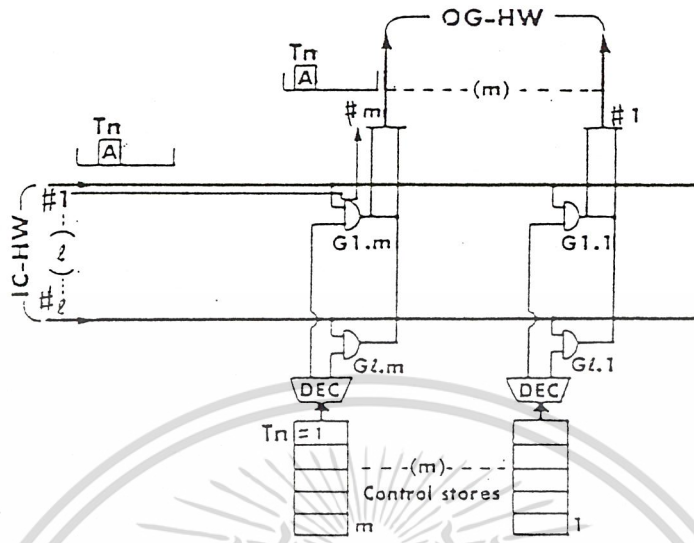 OG-HW
Tn
A
(m)
#m
#1
Tn
A
#1
IC-HW
(l)
#l
G1.m
G1.1
Gl.m
Gl.1
DEC
DEC
Tn=1
(m)
Control stores
m
1